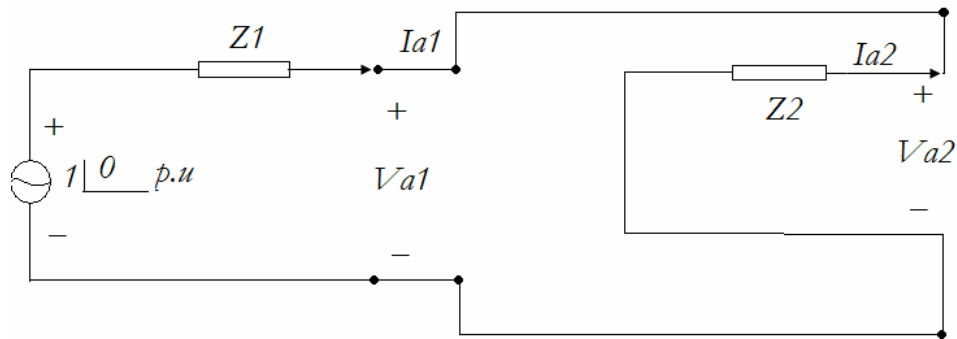 Z1
Ia1
Ia2
+
+
+
Z2
1 0 p.u
Va1
Va2
−
−
−